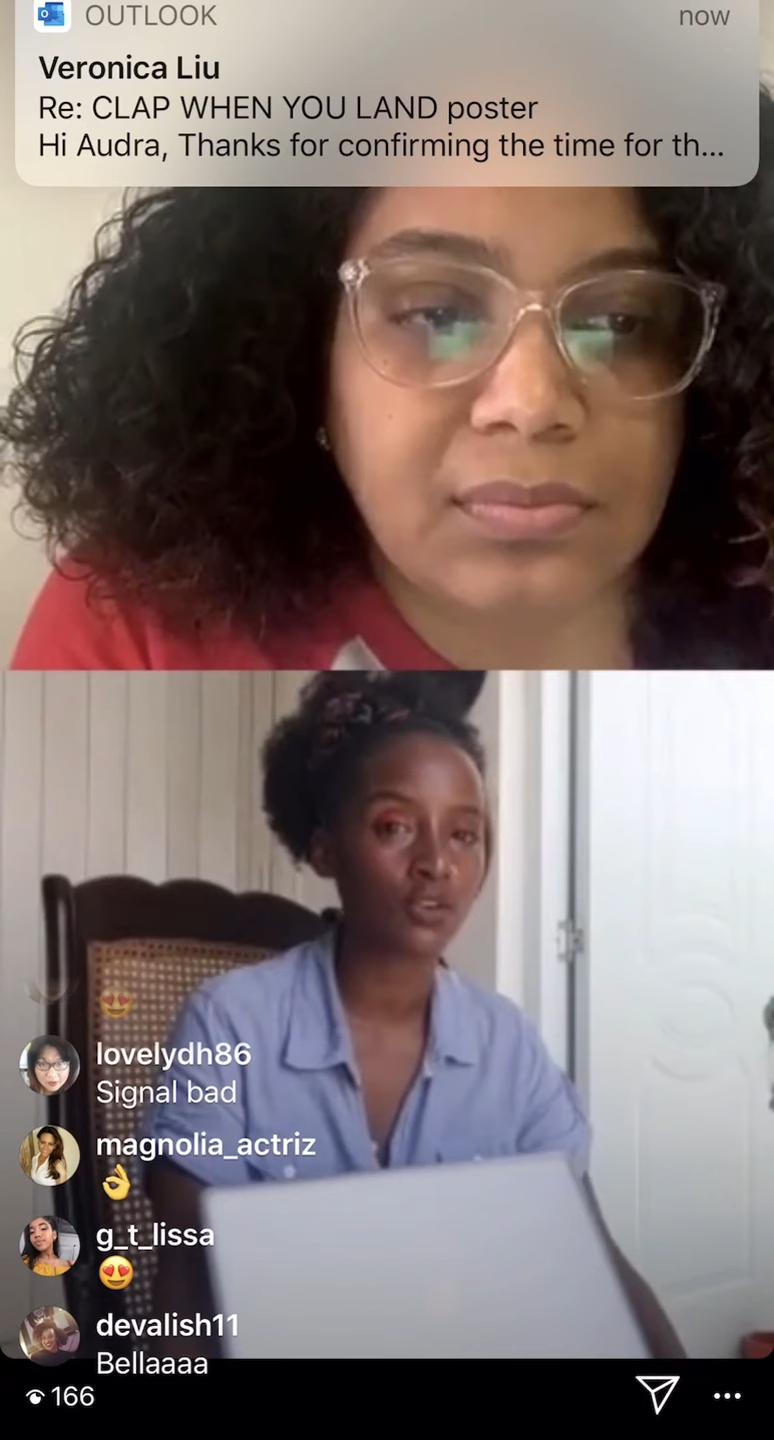 OUTLOOK
now
Veronica Liu
Re: CLAP WHEN YOU LAND poster
Hi Audra, Thanks for confirming the time for th...
😍
lovelydh86
Signal bad
magnolia_actriz
👌
g_t_lissa
😍
devalish11
Bellaaaa
166